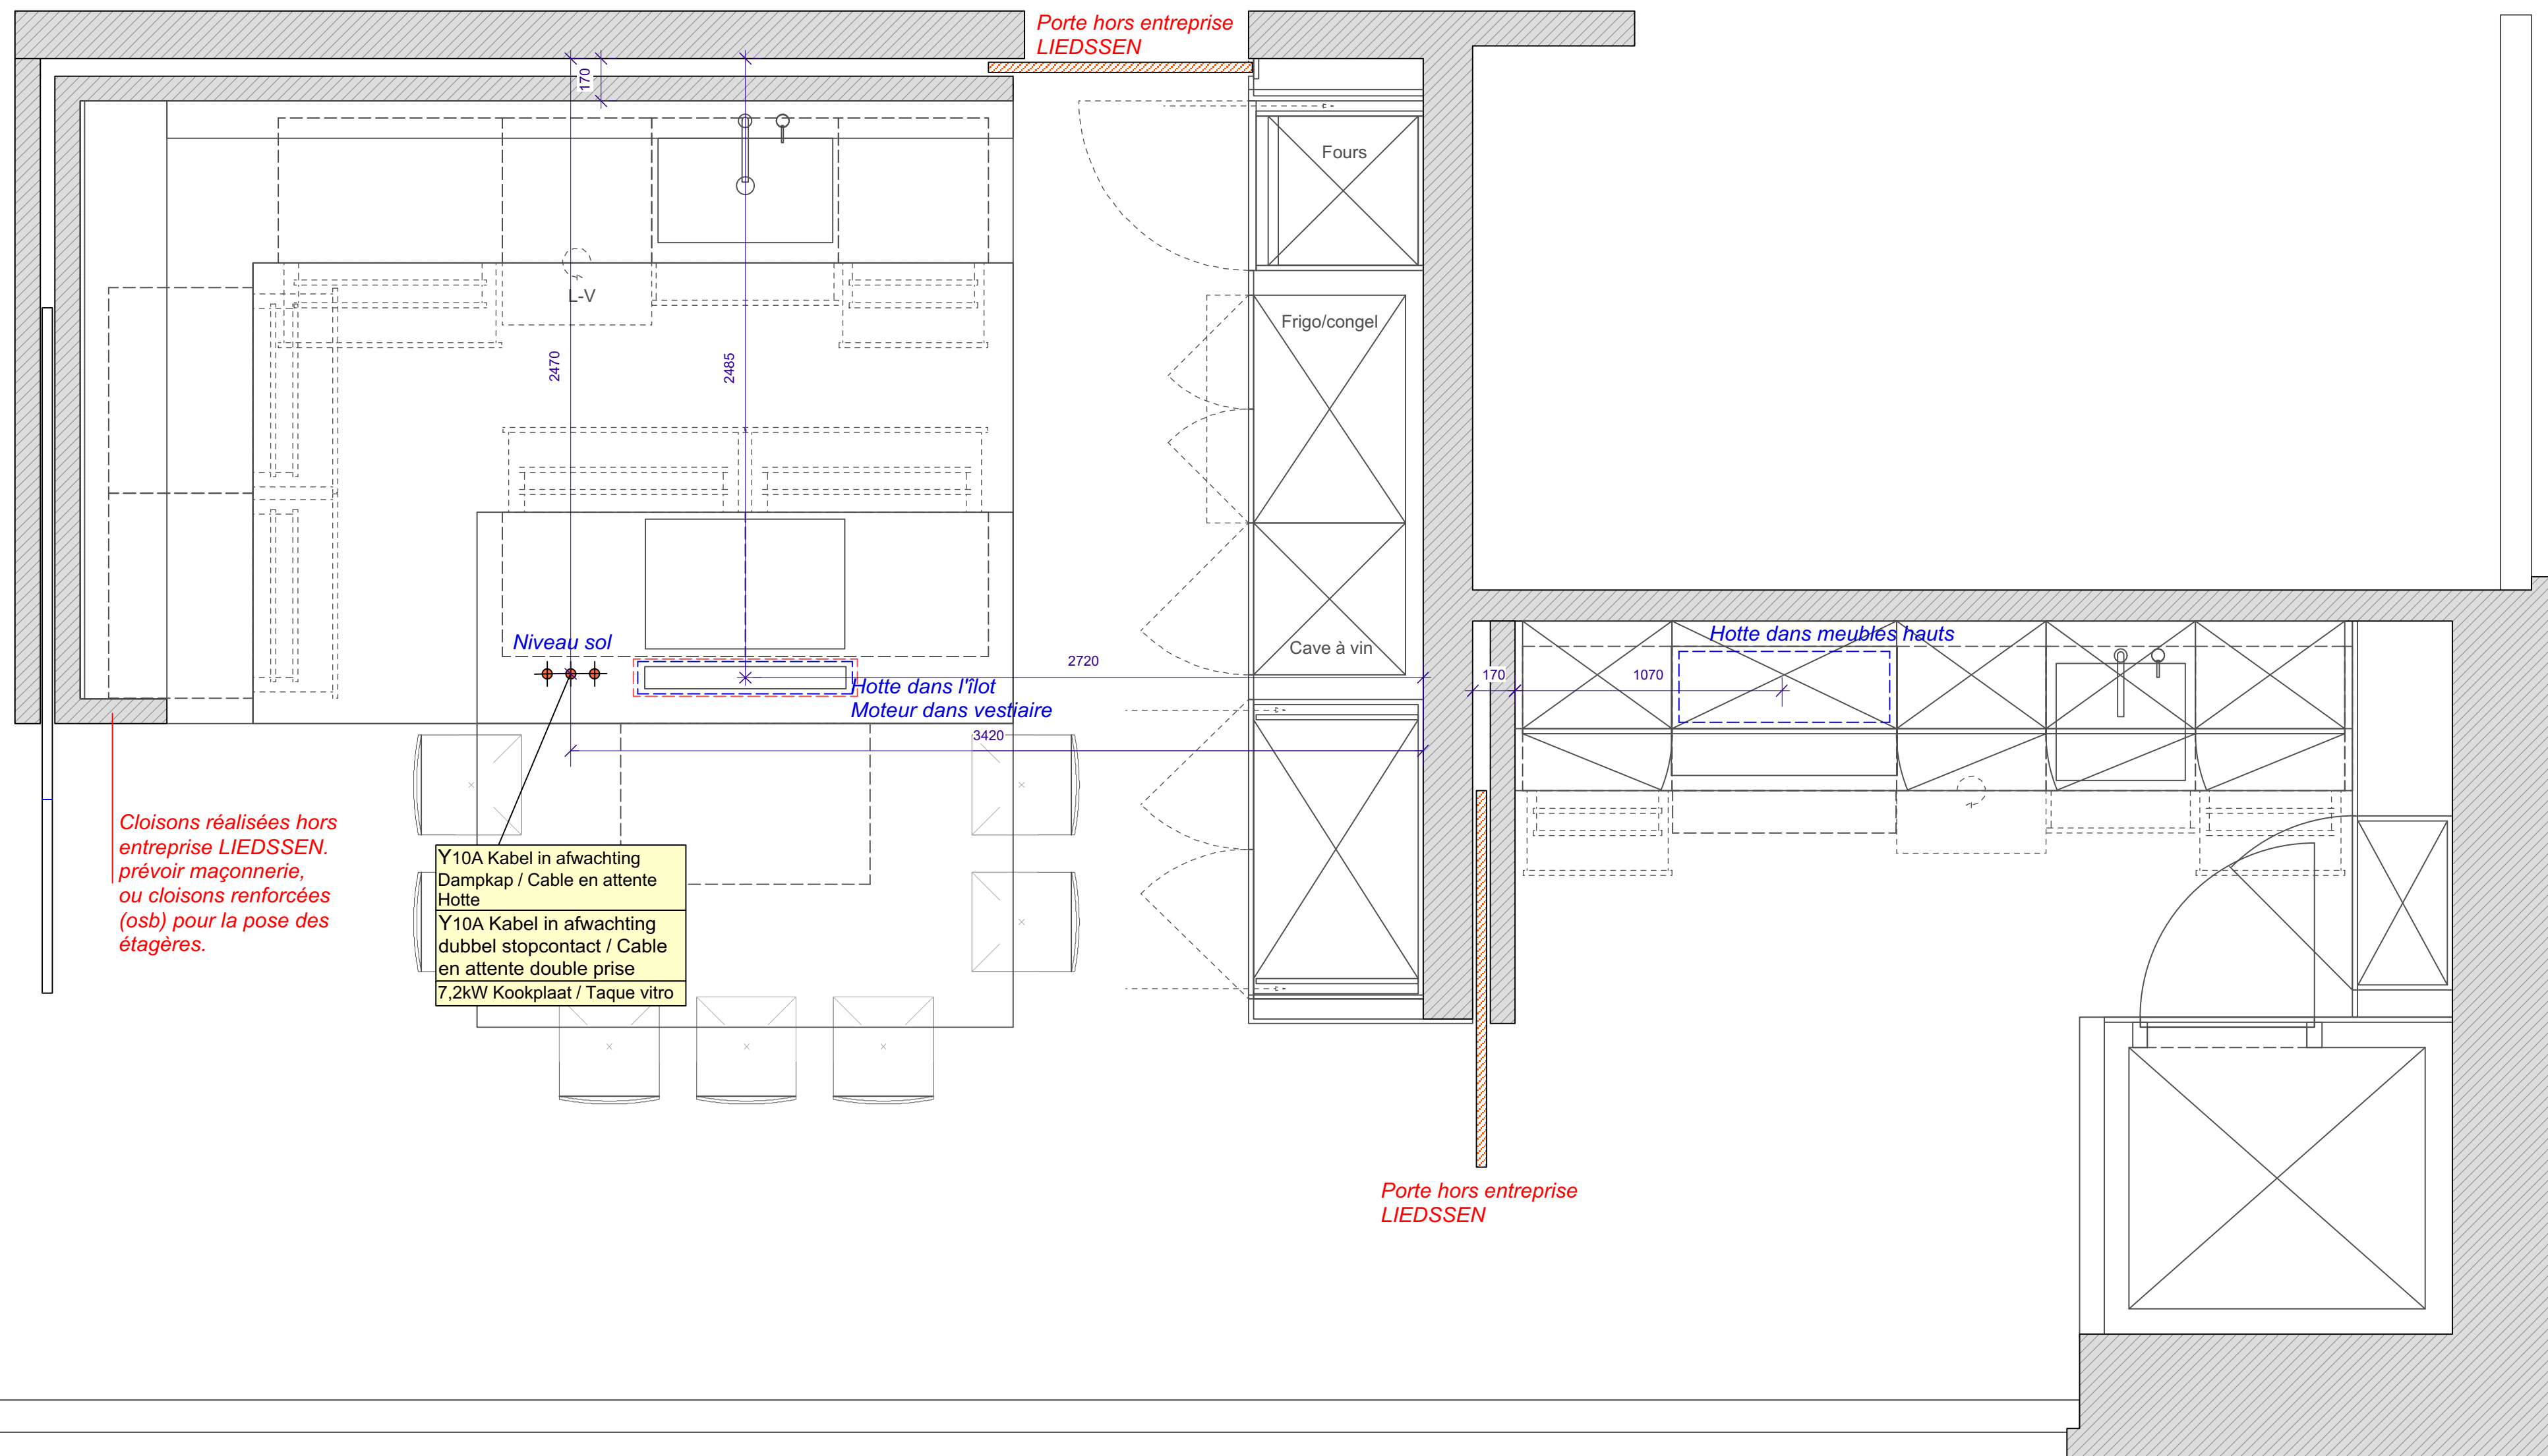 Porte hors entreprise
LIEDSSEN
170
Fours
L-V
Frigo/congel
2470
2485
Niveau sol
Hotte dans meubles hauts
Cave à vin
2720
170
1070
Hotte dans l'îlot
Moteur dans vestiaire
3420
Cloisons réalisées hors
entreprise LIEDSSEN.
prévoir maçonnerie,
ou cloisons renforcées
(osb) pour la pose des
étagères.
Y10A Kabel in afwachting
Dampkap / Cable en attente
Hotte
Y10A Kabel in afwachting
dubbel stopcontact / Cable
en attente double prise
7,2kW Kookplaat / Taque vitro
Porte hors entreprise
LIEDSSEN